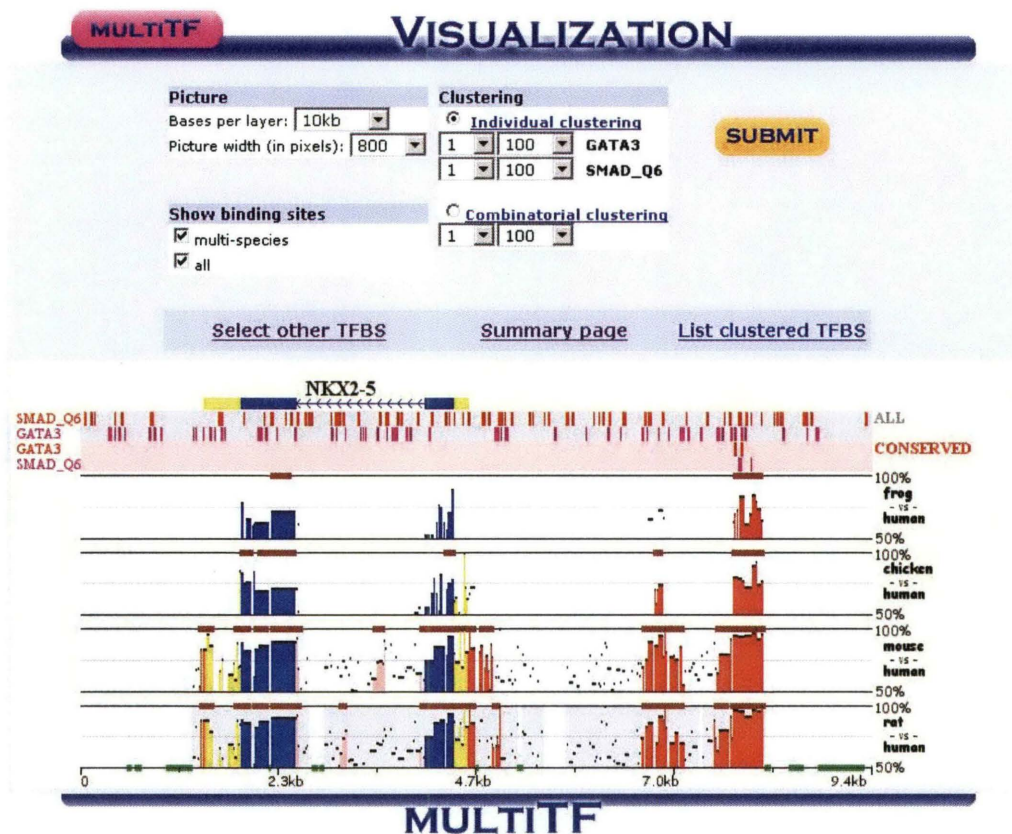 MULTITF
VISUALIZATION
Picture
Bases per layer: 10kb
Picture width (in pixels): 800
Show binding sites
multi-species
all
Clustering
Individual clustering
1 100 GATA3
1 100 SMAD_Q6
Combinatorial clustering
1 100
SUBMIT
Select other TFBS Summary page List clustered TFBS
NKX2-5
SMAD_Q6 ALL
GATA3
GATA3 CONSERVED
SMAD_Q6
100%
frog
- vs -
human
50%
100%
chicken
- vs -
human
50%
100%
mouse
- vs -
human
50%
100%
rat
- vs -
human
50%
0 2.3kb 4.7kb 7.0kb 9.4kb
MULTITF